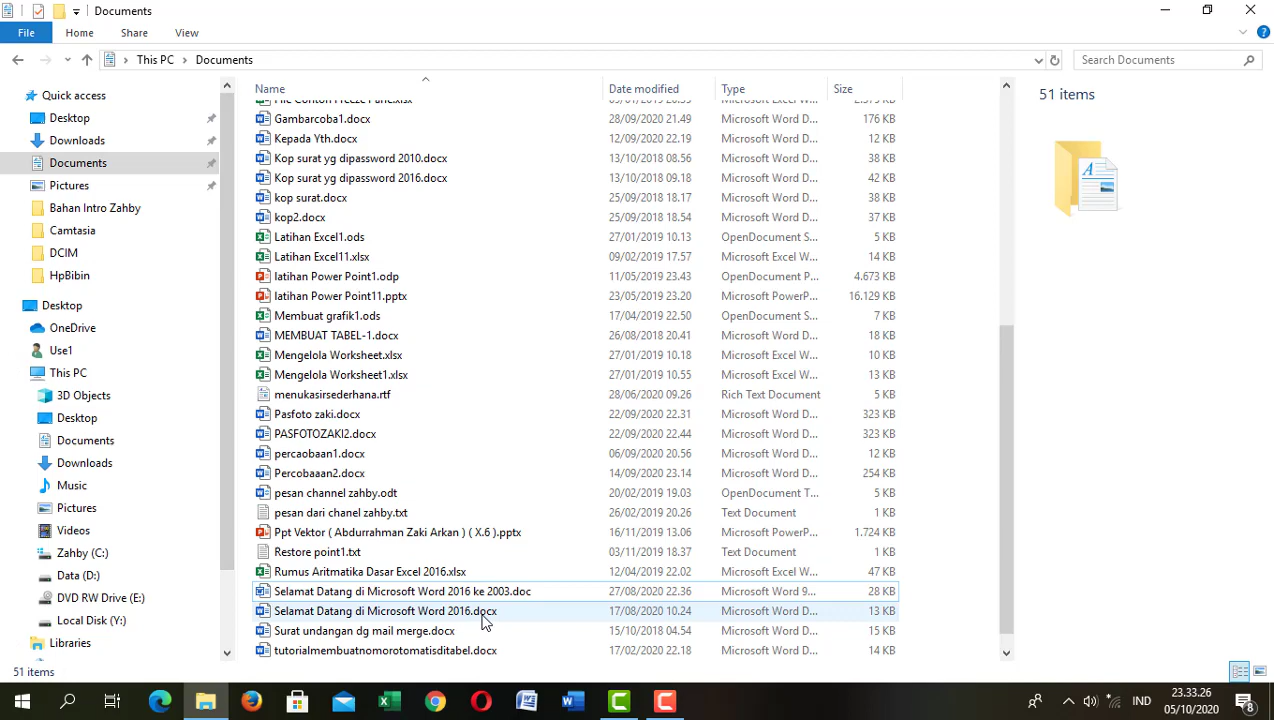 Documents
File Home Share View
This PC Documents
Search Documents
Name Date modified Type Size
51 items
Quick access
Desktop
Downloads
Documents
Pictures
Bahan Intro Zahby
Camtasia
DCIM
HpBibin
Desktop
OneDrive
Use1
This PC
3D Objects
Desktop
Documents
Downloads
Music
Pictures
Videos
Zahby (C:)
Data (D:)
DVD RW Drive (E:)
Local Disk (Y:)
Libraries
Gambarcoba1.docx 28/09/2020 21.49 Microsoft Word D... 176 KB
Kepada Yth.docx 12/09/2020 22.19 Microsoft Word D... 12 KB
Kop surat yg dipassword 2010.docx 13/10/2018 08.56 Microsoft Word D... 38 KB
Kop surat yg dipassword 2016.docx 13/10/2018 09.18 Microsoft Word D... 42 KB
kop surat.docx 25/09/2018 18.17 Microsoft Word D... 38 KB
kop2.docx 25/09/2018 18.54 Microsoft Word D... 37 KB
Latihan Excel1.ods 27/01/2019 10.13 OpenDocument S... 5 KB
Latihan Excel11.xlsx 09/02/2019 17.57 Microsoft Excel W... 14 KB
latihan Power Point1.odp 11/05/2019 23.43 OpenDocument P... 4.673 KB
latihan Power Point11.pptx 23/05/2019 23.20 Microsoft PowerP... 16.129 KB
Membuat grafik1.ods 17/04/2019 22.50 OpenDocument S... 7 KB
MEMBUAT TABEL-1.docx 26/08/2018 20.41 Microsoft Word D... 18 KB
Mengelola Worksheet.xlsx 27/01/2019 10.18 Microsoft Excel W... 10 KB
Mengelola Worksheet1.xlsx 27/01/2019 10.55 Microsoft Excel W... 13 KB
menukasirsederhana.rtf 28/06/2020 09.26 Rich Text Document 5 KB
Pasfoto zaki.docx 22/09/2020 22.31 Microsoft Word D... 323 KB
PASFOTOZAKI2.docx 22/09/2020 22.44 Microsoft Word D... 323 KB
percaobaan1.docx 06/09/2020 20.56 Microsoft Word D... 12 KB
Percobaaan2.docx 14/09/2020 23.14 Microsoft Word D... 254 KB
pesan channel zahby.odt 20/02/2019 19.03 OpenDocument T... 5 KB
pesan dari chanel zahby.txt 26/02/2019 20.26 Text Document 1 KB
Ppt Vektor ( Abdurrahman Zaki Arkan ) ( X.6 ).pptx 16/11/2019 13.06 Microsoft PowerP... 1.724 KB
Restore point1.txt 03/11/2019 18.37 Text Document 1 KB
Rumus Aritmatika Dasar Excel 2016.xlsx 12/04/2019 22.02 Microsoft Excel W... 47 KB
Selamat Datang di Microsoft Word 2016 ke 2003.doc 27/08/2020 22.36 Microsoft Word 9... 28 KB
Selamat Datang di Microsoft Word 2016.docx 17/08/2020 10.24 Microsoft Word D... 13 KB
Surat undangan dg mail merge.docx 15/10/2018 04.54 Microsoft Word D... 15 KB
tutorialmembuatnomorotomatisditabel.docx 17/02/2020 22.18 Microsoft Word D... 14 KB
51 items
IND
23.33.26
05/10/2020
8